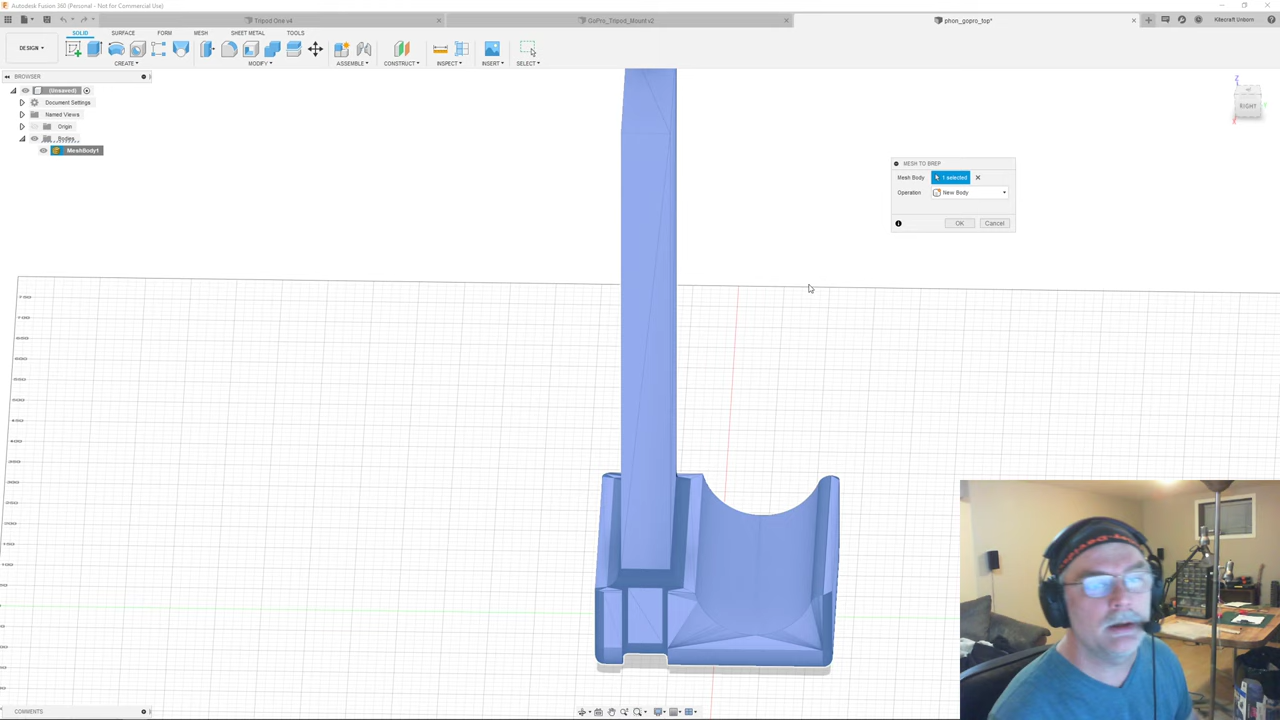 Autodesk Fusion 360 (Personal - Not for Commercial Use)
Tripod One v4
GoPro_Tripod_Mount v2
phon_gopro_top*
Kitecraft Unborn
DESIGN
SOLID
SURFACE
FORM
MESH
SHEET METAL
TOOLS
CREATE
MODIFY
ASSEMBLE
CONSTRUCT
INSPECT
INSERT
SELECT
BROWSER
(Unsaved)
Document Settings
Named Views
Origin
Bodies
MeshBody1
Z
RIGHT
MESH TO BREP
Mesh Body
1 selected
Operation
New Body
OK
Cancel
COMMENTS